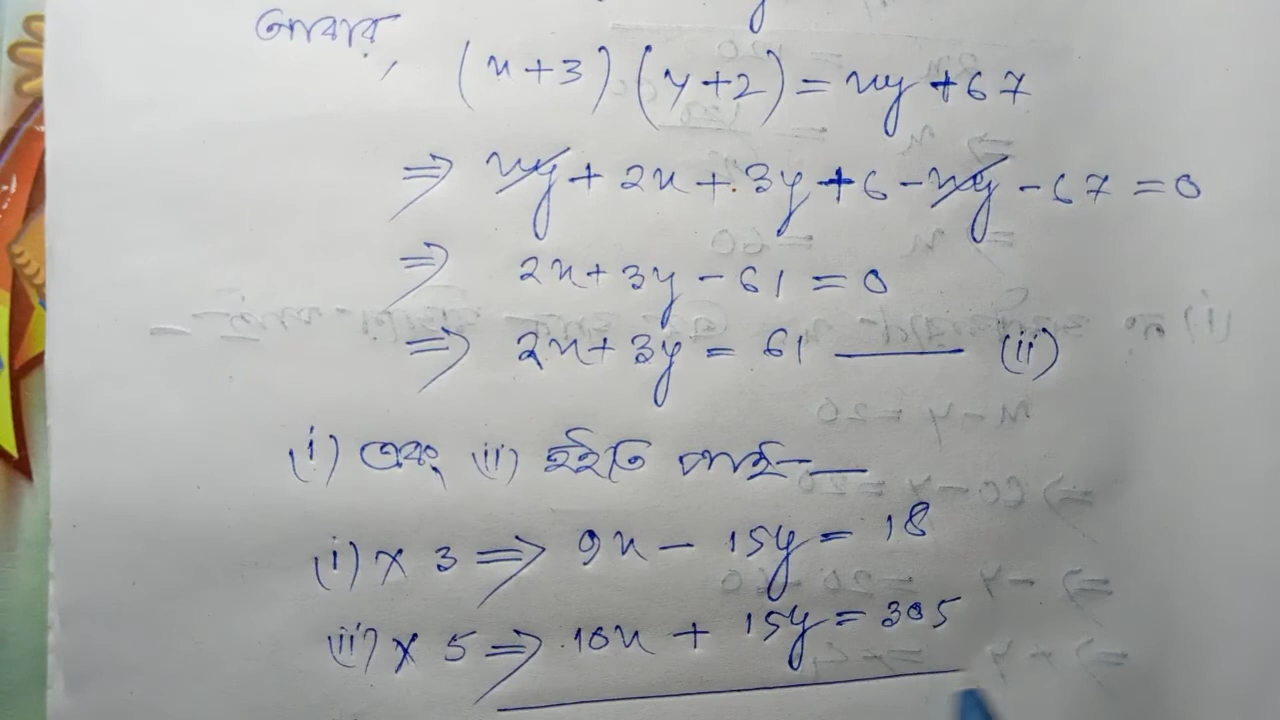 আবার,
(x+3) (y+2) = xy + 67
⇒ xy + 2x + 3y + 6 - xy - 67 = 0
⇒ 2x + 3y - 61 = 0
⇒ 2x + 3y = 61 —— (ii)
(i) এবং (ii) হইতে পাই-—
(i) × 3 ⇒ 9x - 15y = 18
(ii) × 5 ⇒ 10x + 15y = 305